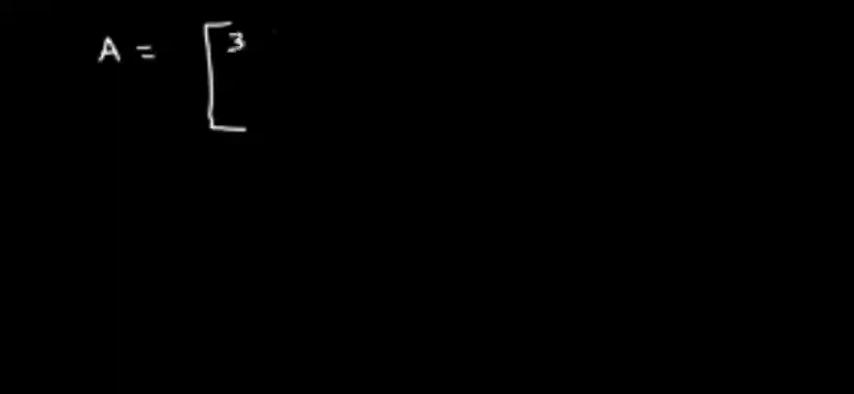 A = [3